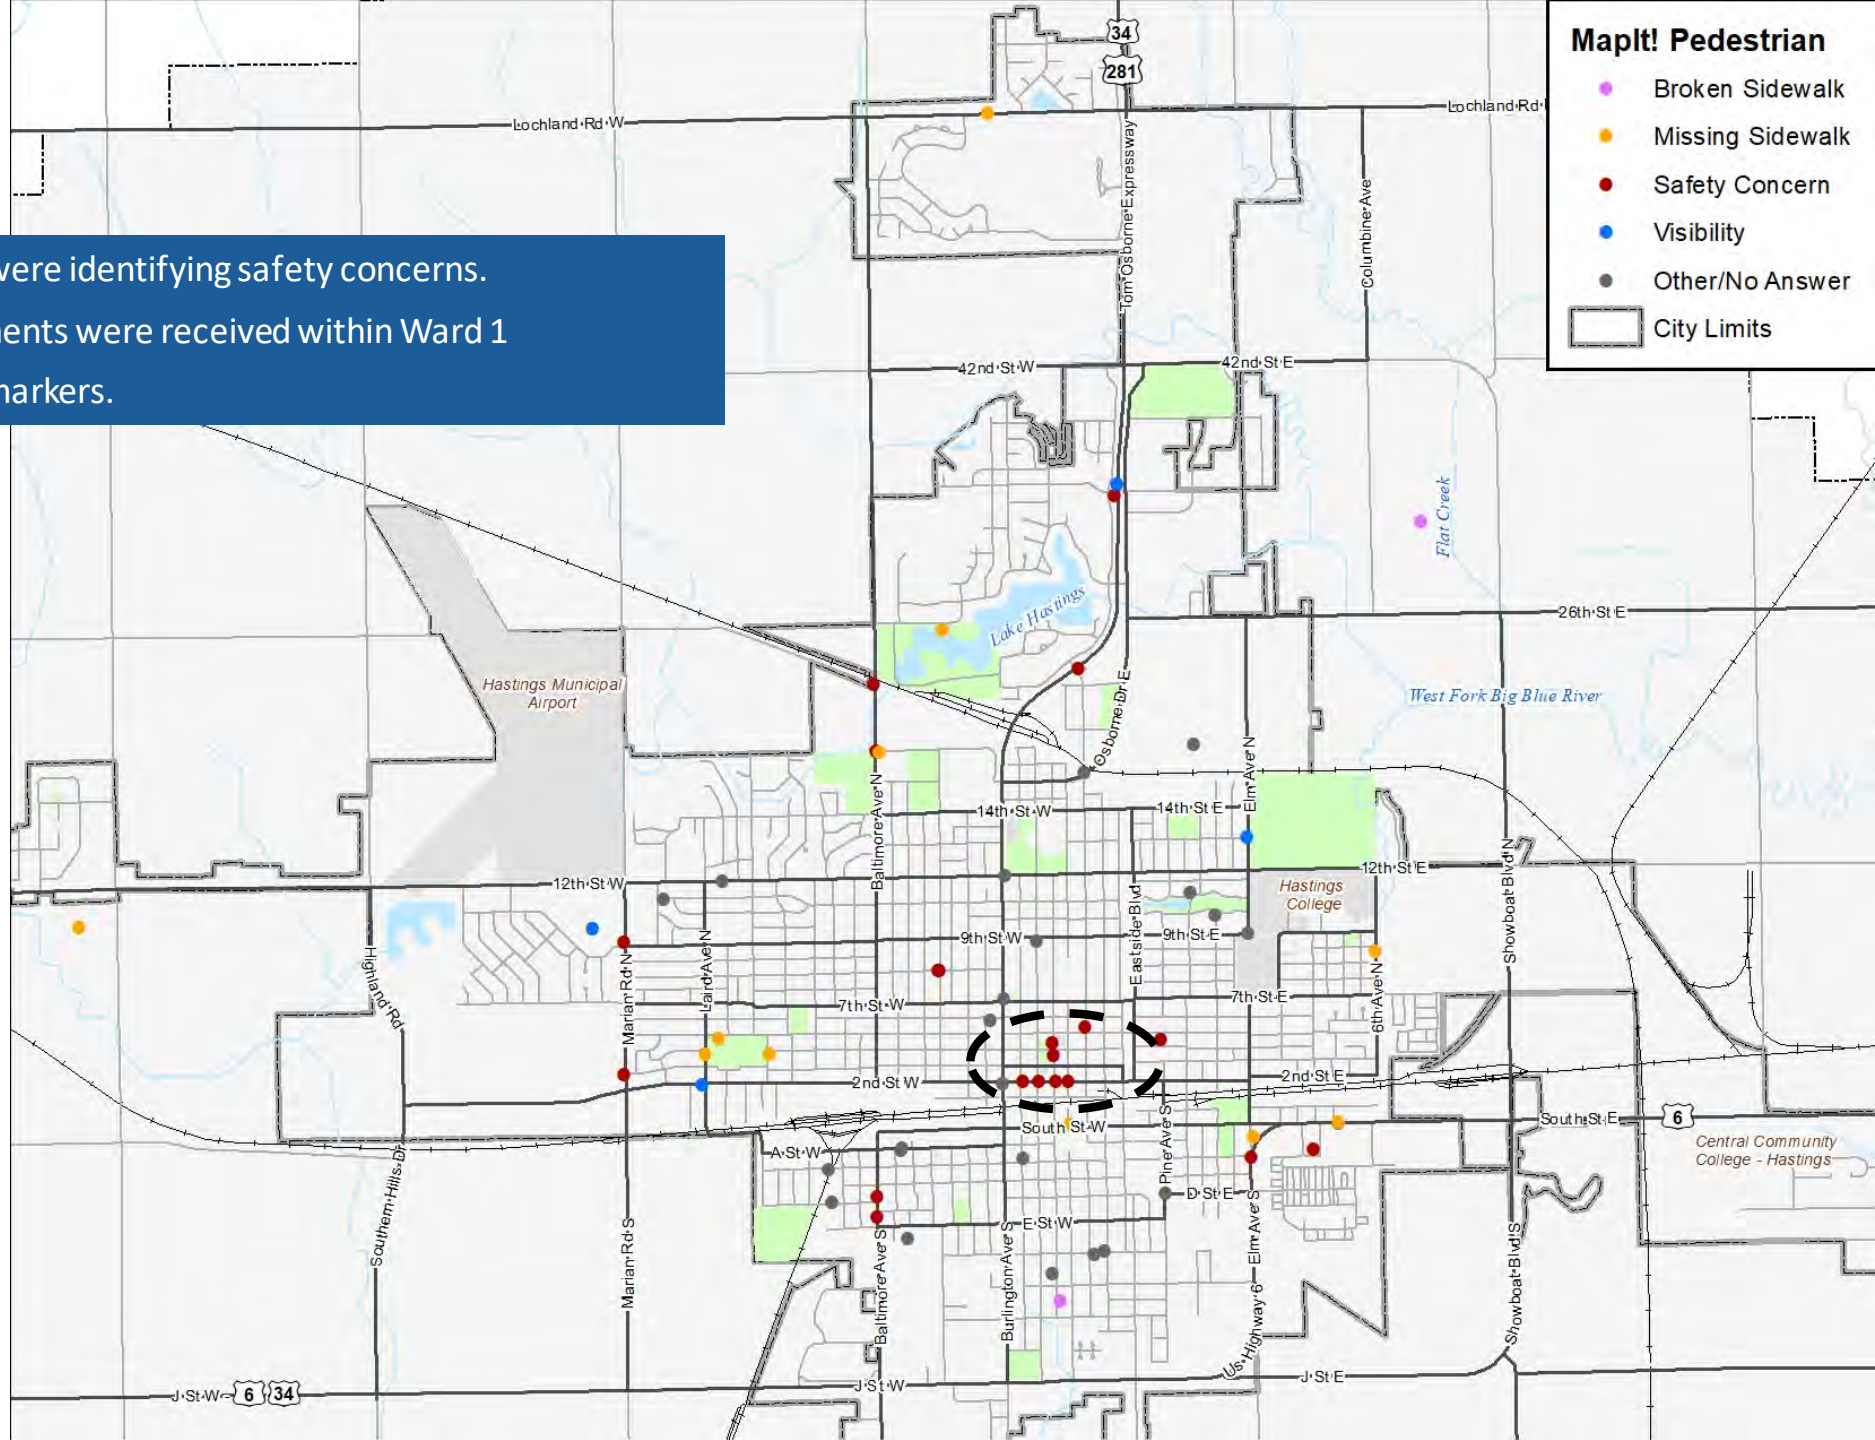 34
281
MapIt! Pedestrian
Broken Sidewalk
Missing Sidewalk
Safety Concern
Visibility
Other/No Answer
City Limits
Lochland Rd W
Lochland Rd
Tom Osborne Expressway
Columbine Ave
were identifying safety concerns.
ments were received within Ward 1
markers.
42nd St W
42nd St E
Flat Creek
Lake Hastings
26th St E
Hastings Municipal
Airport
West Fork Big Blue River
Osborne Dr E
Elm Ave N
14th St W
14th St E
Baltimore Ave N
12th St W
12th St E
Hastings
College
Showboat Blvd N
Eastside Blvd
Highland Rd
Marian Rd N
Laird Ave N
9th St W
9th St E
7th St W
7th St E
6th Ave N
2nd St W
2nd St E
South St W
South St E
6
Central Community
College - Hastings
A St W
Pine Ave S
D St E
E St W
Southern Hills Dr
Marian Rd S
Baltimore Ave S
Burlington Ave S
Elm Ave S
Us Highway 6
Showboat Blvd S
J St W
6
34
J St W
J St E